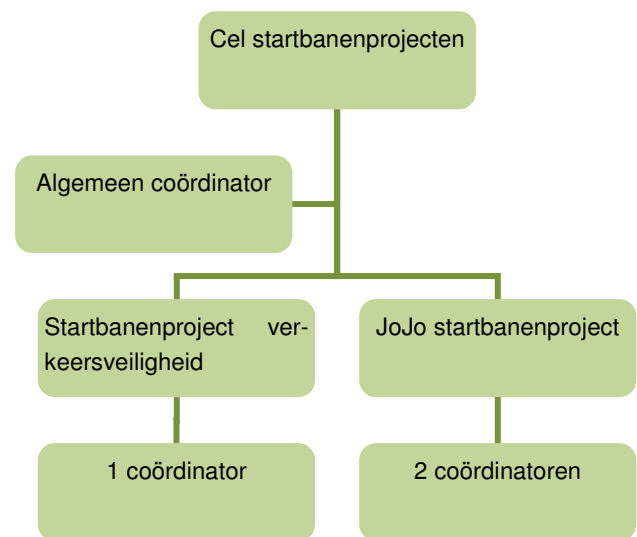 Cel startbanenprojecten
Algemeen coördinator
Startbanenproject ver-
keersveiligheid
JoJo startbanenproject
1 coördinator
2 coördinatoren